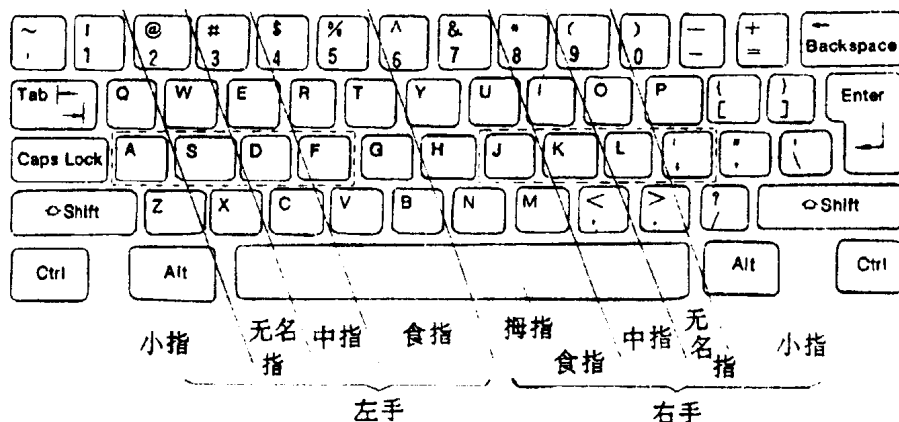 ~ ! @ # $ % ^ & * ( ) — + ← Backspace
' 1 2 3 4 5 6 7 8 9 0 – =
Tab Q W E R T Y U I O P { [ } ] Enter
Caps Lock A S D F G H J K L ; " ' \
⇧Shift Z X C V B N M < , > . ? / ⇧Shift
Ctrl Alt Alt Ctrl
小指 无名指 中指 食指 拇指 食指 中指 无名指 小指
左手 右手